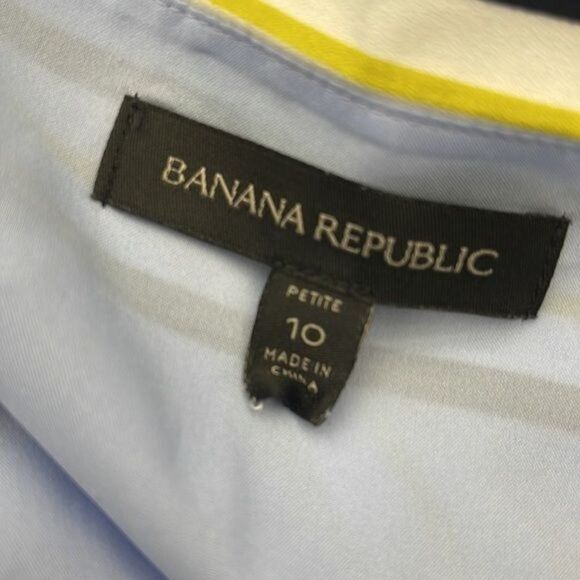 BANANA REPUBLIC
PETITE
10
MADE IN
CHINA